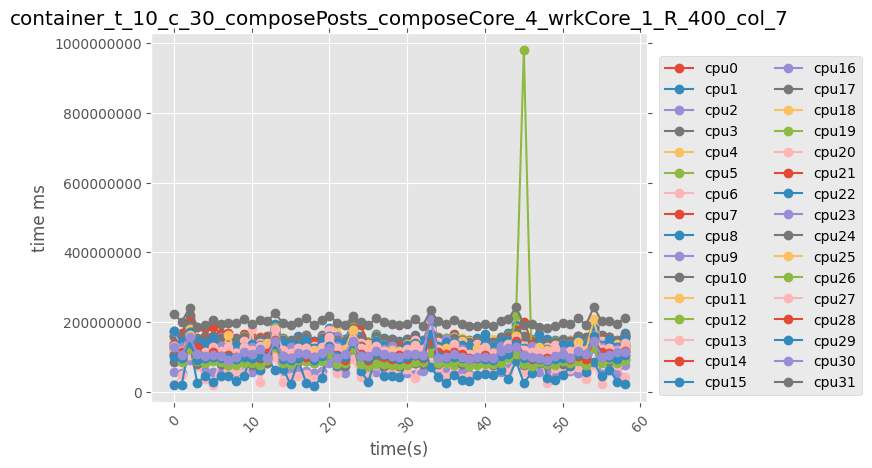 container_t_10_c_30_composePosts_composeCore_4_wrkCore_1_R_400_col_7
1000000000
800000000
600000000
400000000
200000000
0
time ms
0 10 20 30 40 50 60
time(s)
cpu0 cpu16
cpu1 cpu17
cpu2 cpu18
cpu3 cpu19
cpu4 cpu20
cpu5 cpu21
cpu6 cpu22
cpu7 cpu23
cpu8 cpu24
cpu9 cpu25
cpu10 cpu26
cpu11 cpu27
cpu12 cpu28
cpu13 cpu29
cpu14 cpu30
cpu15 cpu31